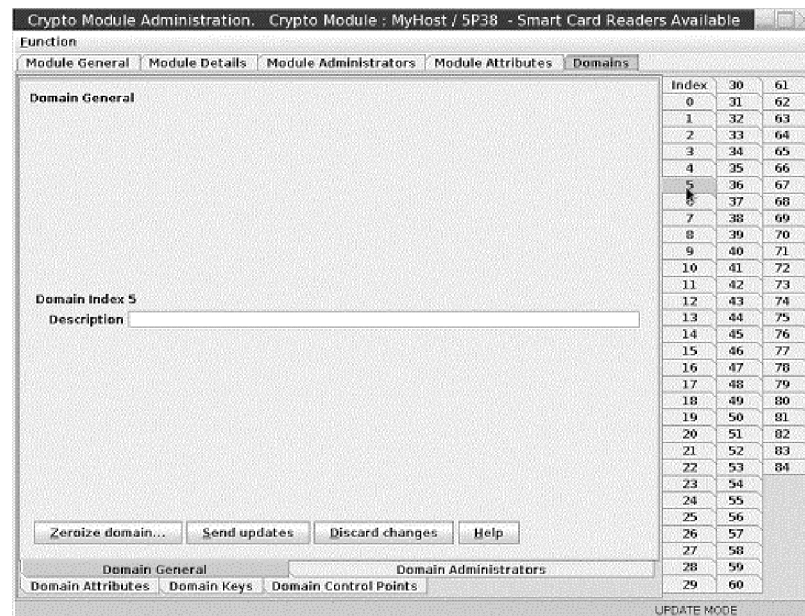 Crypto Module Administration. Crypto Module : MyHost / 5P38 - Smart Card Readers Available
Function
Module General Module Details Module Administrators Module Attributes Domains
Domain General
Domain Index 5
Description
Zeroize domain... Send updates Discard changes Help
Domain General Domain Administrators
Domain Attributes Domain Keys Domain Control Points
Index 30 61
0 31 62
1 32 63
2 33 64
3 34 65
4 35 66
5 36 67
6 37 68
7 38 69
8 39 70
9 40 71
10 41 72
11 42 73
12 43 74
13 44 75
14 45 76
15 46 77
16 47 78
17 48 79
18 49 80
19 50 81
20 51 82
21 52 83
22 53 84
23 54
24 55
25 56
26 57
27 58
28 59
29 60
UPDATE MODE